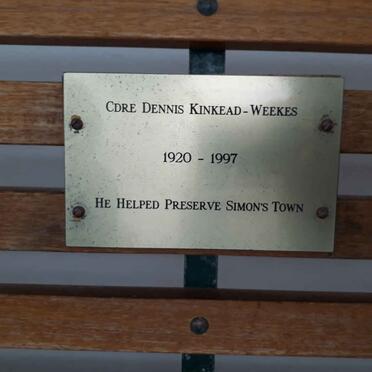 CDRE DENNIS KINKEAD-WEEKES
1920 - 1997
HE HELPED PRESERVE SIMON'S TOWN